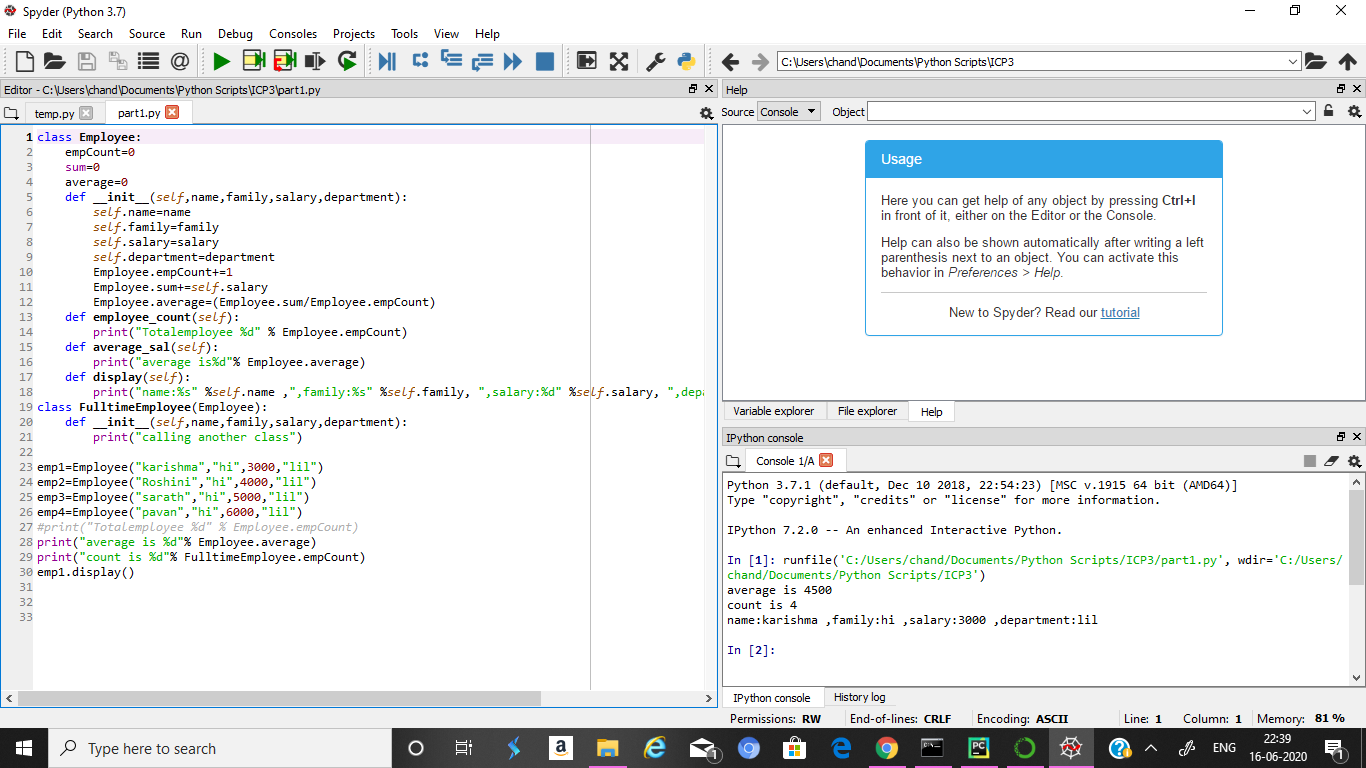 Spyder (Python 3.7)
File Edit Search Source Run Debug Consoles Projects Tools View Help
C:\Users\chand\Documents\Python Scripts\ICP3
Editor - C:\Users\chand\Documents\Python Scripts\ICP3\part1.py
temp.py part1.py
1 class Employee:
2 empCount=0
3 sum=0
4 average=0
5 def __init__(self,name,family,salary,department):
6 self.name=name
7 self.family=family
8 self.salary=salary
9 self.department=department
10 Employee.empCount+=1
11 Employee.sum+=self.salary
12 Employee.average=(Employee.sum/Employee.empCount)
13 def employee_count(self):
14 print("Totalemployee %d" % Employee.empCount)
15 def average_sal(self):
16 print("average is%d"% Employee.average)
17 def display(self):
18 print("name:%s" %self.name ,",family:%s" %self.family, ",salary:%d" %self.salary, ",depa
19 class FulltimeEmployee(Employee):
20 def __init__(self,name,family,salary,department):
21 print("calling another class")
22
23 emp1=Employee("karishma","hi",3000,"lil")
24 emp2=Employee("Roshini","hi",4000,"lil")
25 emp3=Employee("sarath","hi",5000,"lil")
26 emp4=Employee("pavan","hi",6000,"lil")
27 #print("Totalemployee %d" % Employee.empCount)
28 print("average is %d"% Employee.average)
29 print("count is %d"% FulltimeEmployee.empCount)
30 emp1.display()
31
32
33
Help
Source Console Object
Usage
Here you can get help of any object by pressing Ctrl+I
in front of it, either on the Editor or the Console.
Help can also be shown automatically after writing a left
parenthesis next to an object. You can activate this
behavior in Preferences > Help.
New to Spyder? Read our tutorial
Variable explorer File explorer Help
IPython console
Console 1/A
Python 3.7.1 (default, Dec 10 2018, 22:54:23) [MSC v.1915 64 bit (AMD64)]
Type "copyright", "credits" or "license" for more information.
IPython 7.2.0 -- An enhanced Interactive Python.
In [1]: runfile('C:/Users/chand/Documents/Python Scripts/ICP3/part1.py', wdir='C:/Users/
chand/Documents/Python Scripts/ICP3')
average is 4500
count is 4
name:karishma ,family:hi ,salary:3000 ,department:lil
In [2]:
IPython console History log
Permissions: RW End-of-lines: CRLF Encoding: ASCII Line: 1 Column: 1 Memory: 81 %
Type here to search
a
1
PC
ENG
22:39
16-06-2020
1